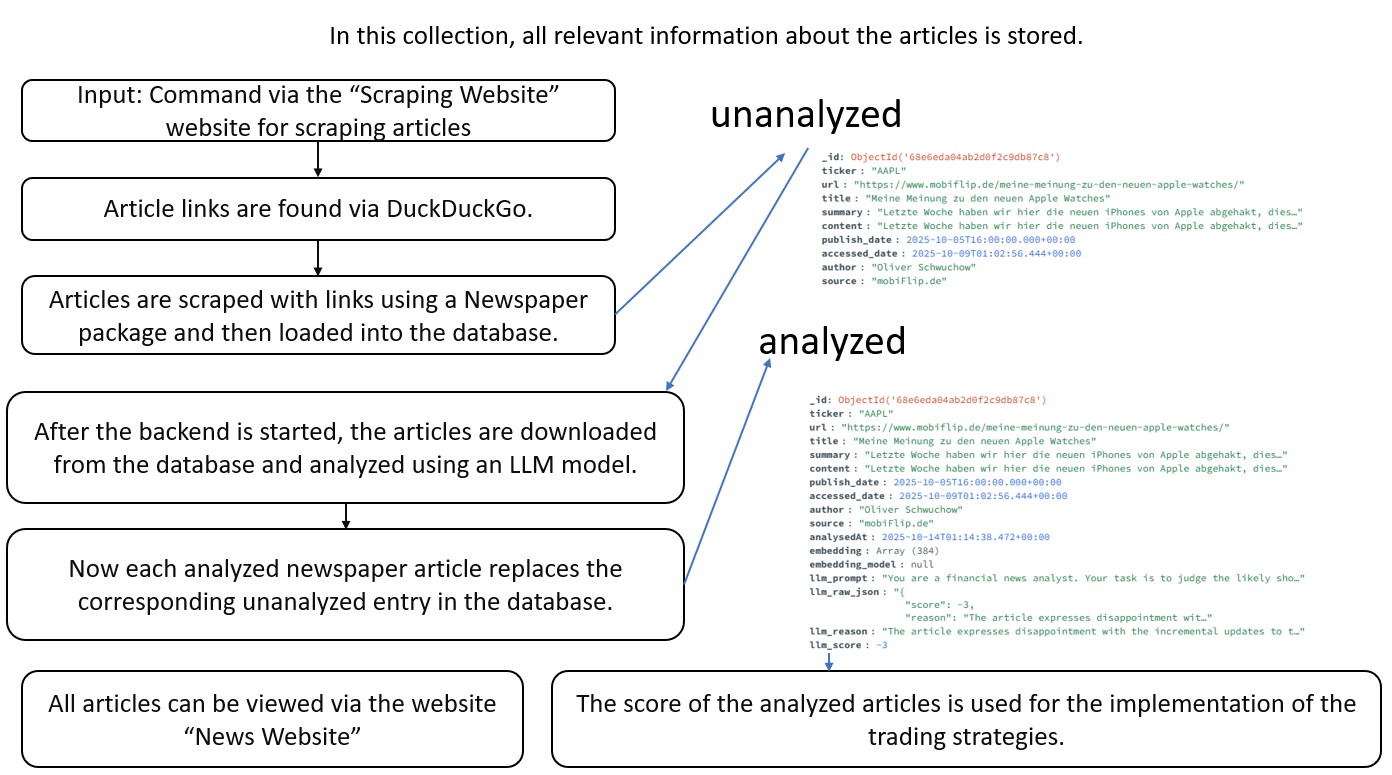 In this collection, all relevant information about the articles is stored.
Input: Command via the “Scraping Website”
website for scraping articles
Article links are found via DuckDuckGo.
Articles are scraped with links using a Newspaper
package and then loaded into the database.
After the backend is started, the articles are downloaded
from the database and analyzed using an LLM model.
Now each analyzed newspaper article replaces the
corresponding unanalyzed entry in the database.
All articles can be viewed via the website
“News Website”
unanalyzed
_id: ObjectId('68e6eda04ab2d0f2c9db87c8')
ticker : "AAPL"
url : "https://www.mobiflip.de/meine-meinung-zu-den-neuen-apple-watches/"
title : "Meine Meinung zu den neuen Apple Watches"
summary : "Letzte Woche haben wir hier die neuen iPhones von Apple abgehakt, dies…"
content : "Letzte Woche haben wir hier die neuen iPhones von Apple abgehakt, dies…"
publish_date : 2025-10-05T16:00:00.000+00:00
accessed_date : 2025-10-09T01:02:56.444+00:00
author : "Oliver Schwuchow"
source : "mobiFlip.de"
analyzed
_id: ObjectId('68e6eda04ab2d0f2c9db87c8')
ticker : "AAPL"
url : "https://www.mobiflip.de/meine-meinung-zu-den-neuen-apple-watches/"
title : "Meine Meinung zu den neuen Apple Watches"
summary : "Letzte Woche haben wir hier die neuen iPhones von Apple abgehakt, dies…"
content : "Letzte Woche haben wir hier die neuen iPhones von Apple abgehakt, dies…"
publish_date : 2025-10-05T16:00:00.000+00:00
accessed_date : 2025-10-09T01:02:56.444+00:00
author : "Oliver Schwuchow"
source : "mobiFlip.de"
analysedAt : 2025-10-14T01:14:38.472+00:00
embedding : Array (384)
embedding_model : null
llm_prompt : "You are a financial news analyst. Your task is to judge the likely sho…"
llm_raw_json : "{
"score": -3,
"reason": "The article expresses disappointment wit…"
llm_reason : "The article expresses disappointment with the incremental updates to t…"
llm_score : -3
The score of the analyzed articles is used for the implementation of the
trading strategies.